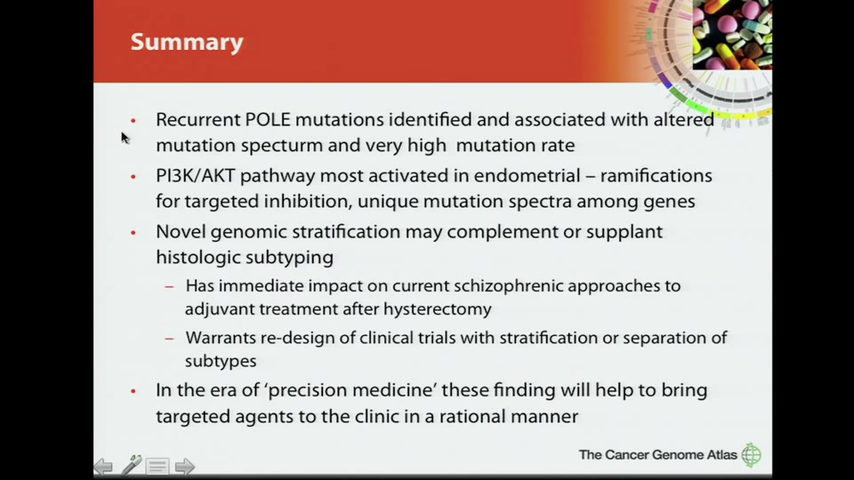 Summary
• Recurrent POLE mutations identified and associated with altered
mutation specturm and very high mutation rate
• PI3K/AKT pathway most activated in endometrial – ramifications
for targeted inhibition, unique mutation spectra among genes
• Novel genomic stratification may complement or supplant
histologic subtyping
– Has immediate impact on current schizophrenic approaches to
adjuvant treatment after hysterectomy
– Warrants re-design of clinical trials with stratification or separation of
subtypes
• In the era of ‘precision medicine’ these finding will help to bring
targeted agents to the clinic in a rational manner
The Cancer Genome Atlas